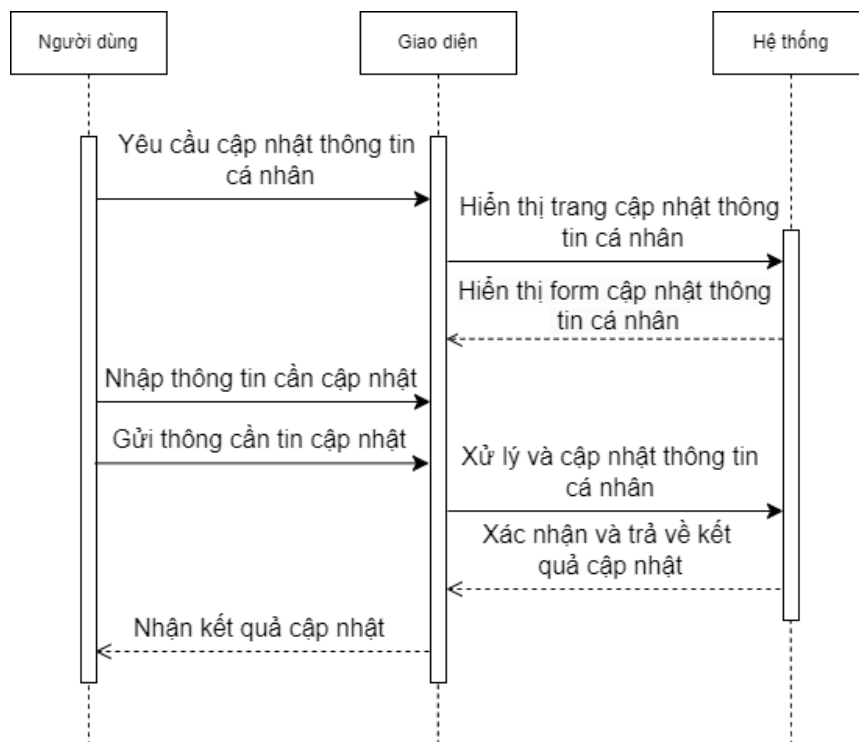 Người dùng
Giao diện
Hệ thống
Yêu cầu cập nhật thông tin
cá nhân
Hiển thị trang cập nhật thông
tin cá nhân
Hiển thị form cập nhật thông
tin cá nhân
Nhập thông tin cần cập nhật
Gửi thông cần tin cập nhật
Xử lý và cập nhật thông tin
cá nhân
Xác nhận và trả về kết
quả cập nhật
Nhận kết quả cập nhật